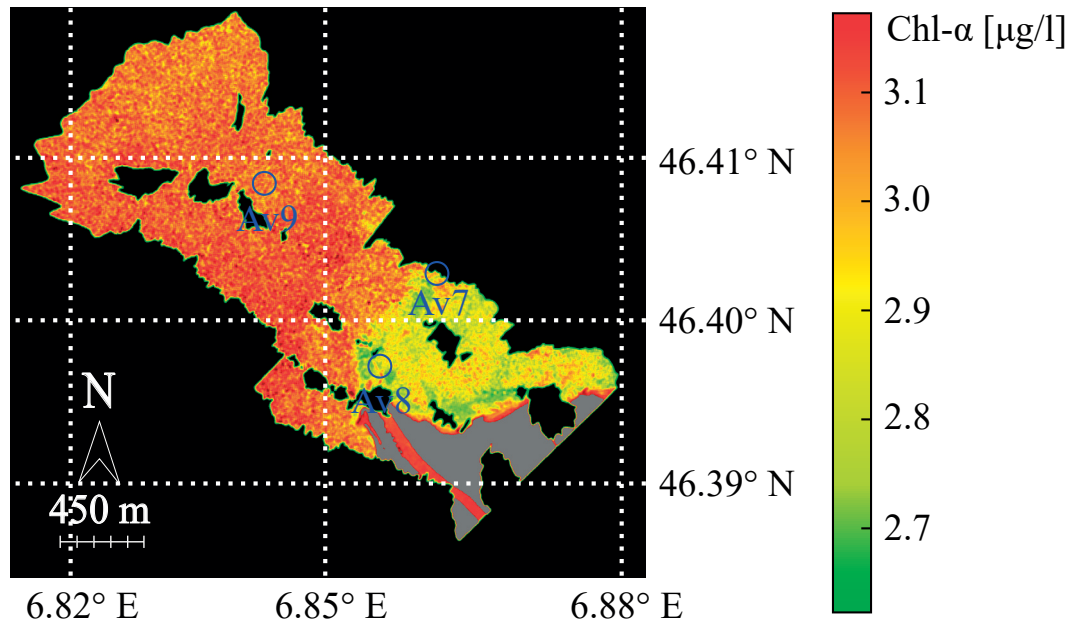 Chl-α [μg/l]
3.1
46.41° N
Av9
3.0
Av7
2.9
46.40° N
N
Av8
2.8
46.39° N
450 m
2.7
6.82° E
6.85° E
6.88° E